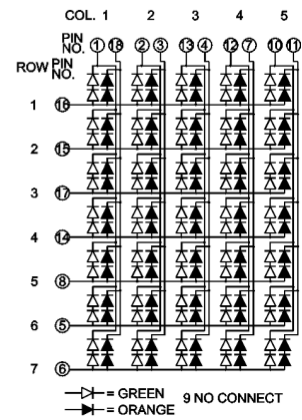 COL. 1 2 3 4 5
PIN NO. 1 18 2 3 13 4 12 7 10 11
ROW PIN NO.
1 16
2 15
3 17
4 14
5 8
6 5
7 6
= GREEN 9 NO CONNECT
= ORANGE